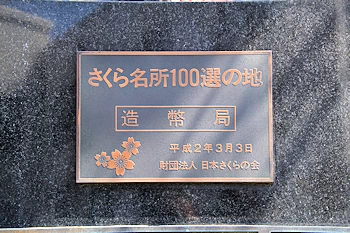 さくら名所100選の地
造幣局
平成2年3月3日
財団法人 日本さくらの会